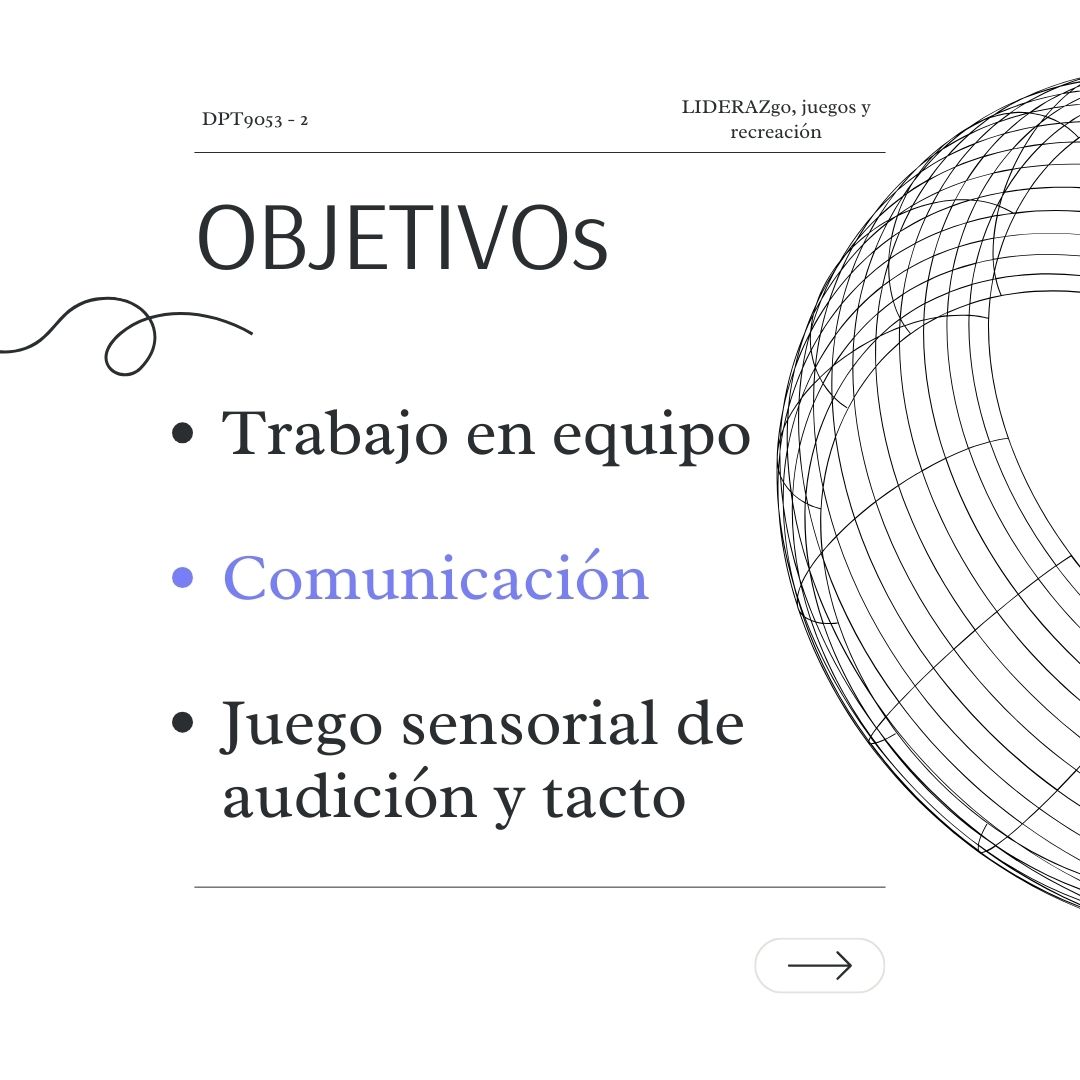 DPT9053 - 2
LIDERAZgo, juegos y
recreación
OBJETIVOs
• Trabajo en equipo
• Comunicación
• Juego sensorial de
audición y tacto